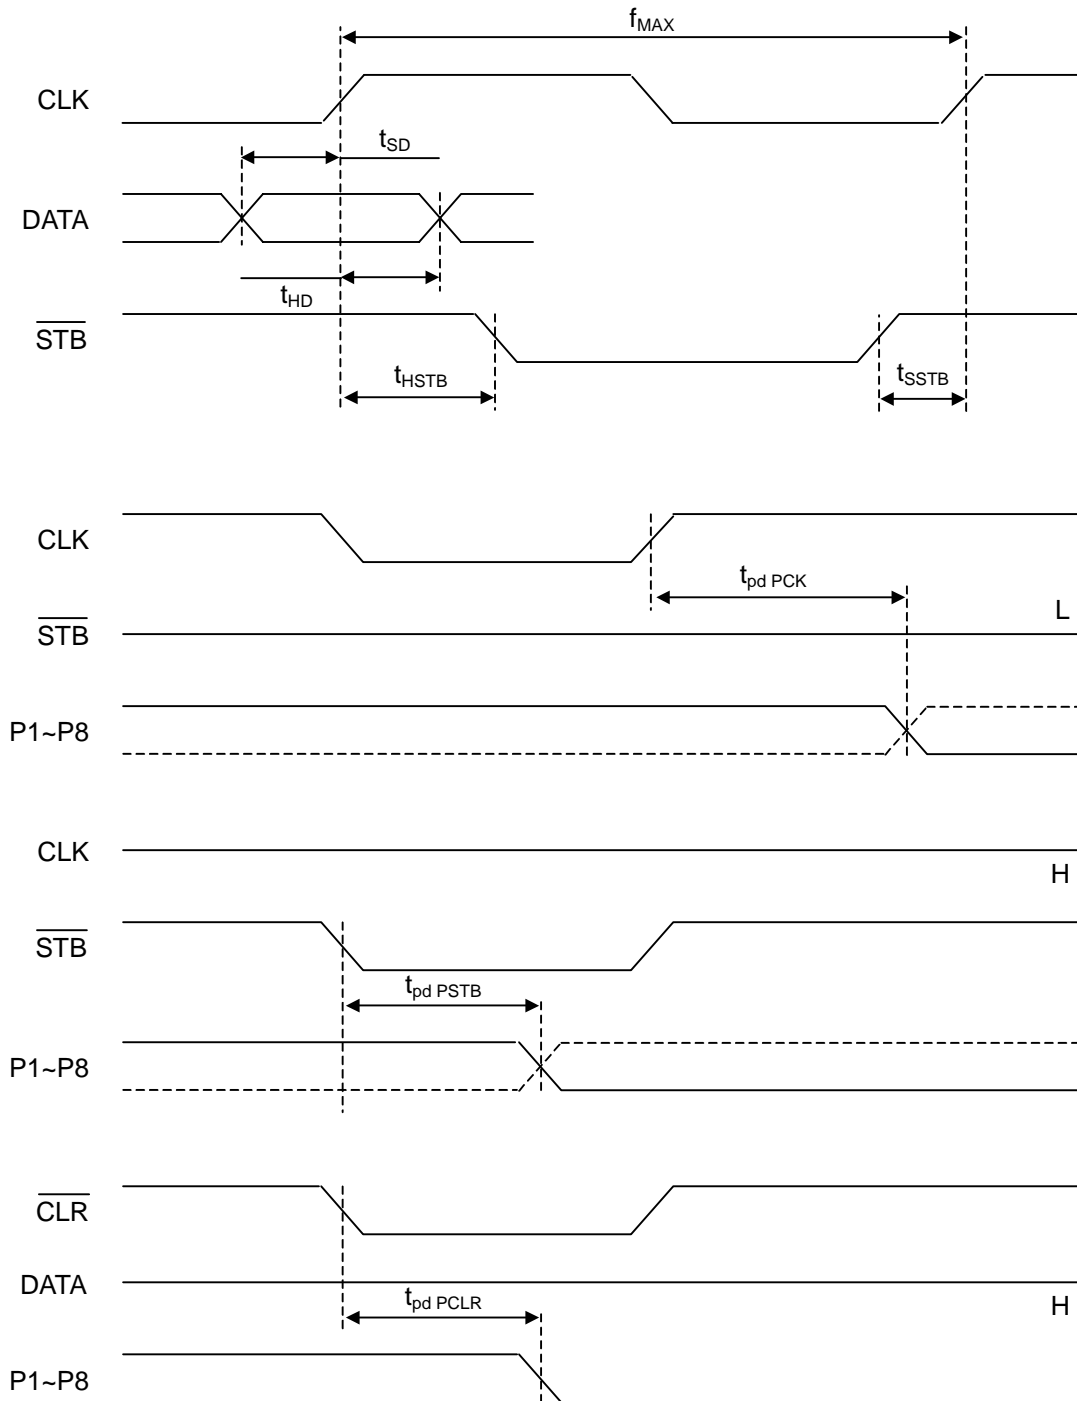 fMAX
CLK
tSD
DATA
tHD
STB
tHSTB
tSSTB
CLK
tpd PCK
L
STB
P1~P8
CLK
H
STB
tpd PSTB
P1~P8
CLR
DATA
H
tpd PCLR
P1~P8